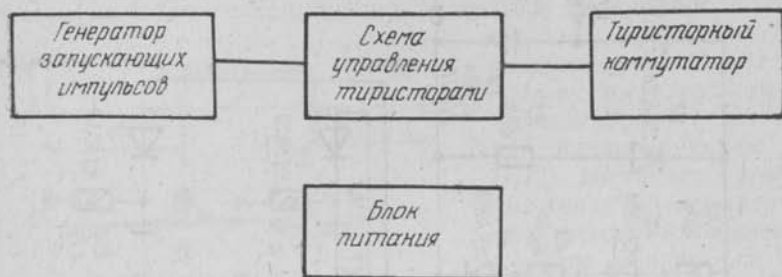 Генератор
запускающих
импульсов
Схема
управления
тиристорами
Тиристорный
коммутатор
Блок
питания